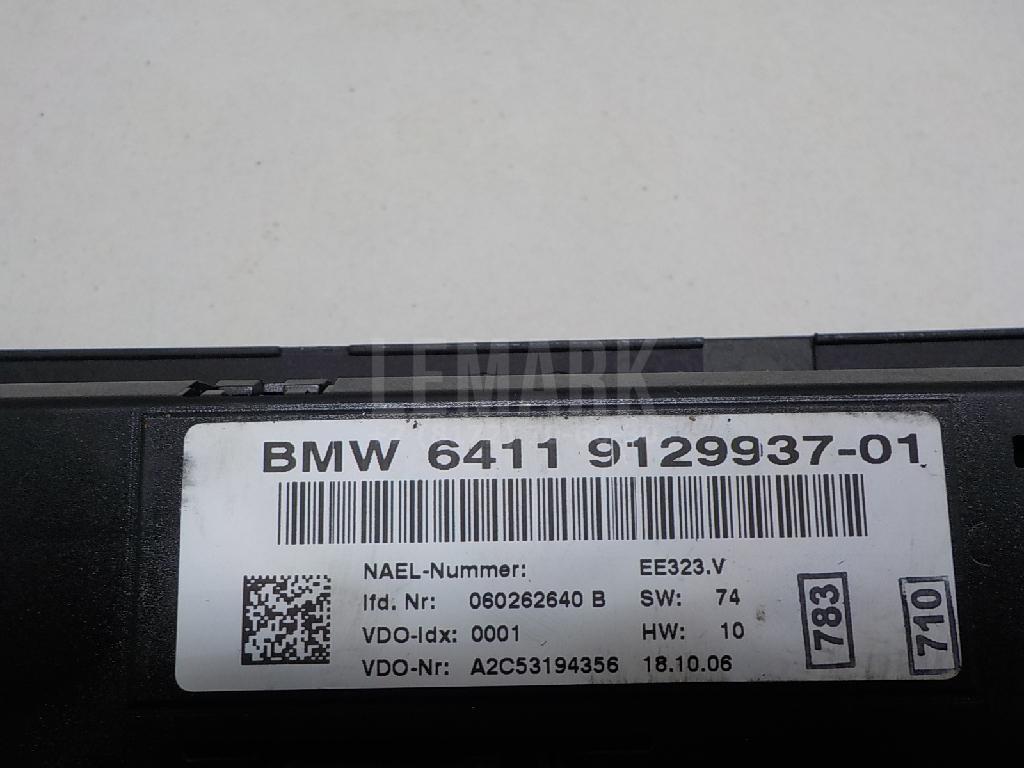 LEMARK
BMW 6411 9129937-01
NAEL-Nummer: EE323.V
lfd. Nr: 060262640 B SW: 74
VDO-Idx: 0001 HW: 10
VDO-Nr: A2C53194356 18.10.06
783
710